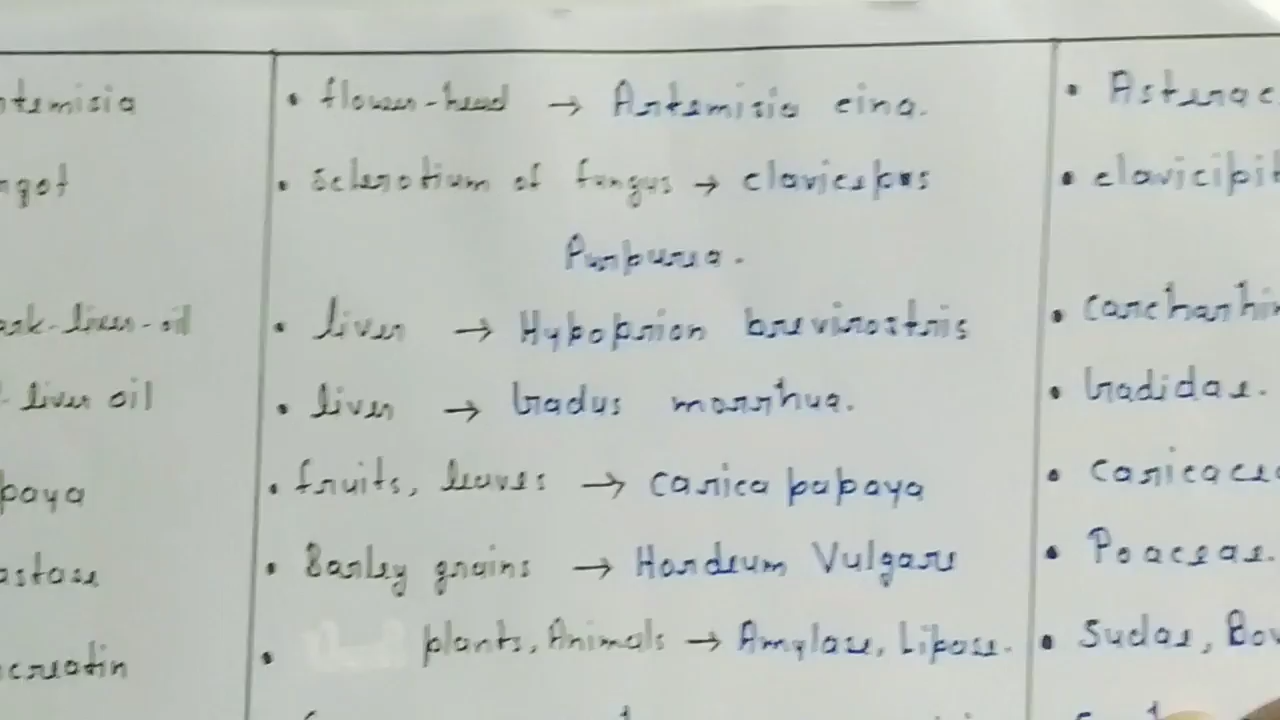 ntemisia • flower-head → Artemisia cina. • Asterac
rgot • Sclerotium of fungus → claviceps • clavicipit
Purpurea.
ark-liver-oil • liver → Hypoprion brevirostris • carcharhin
liver oil • liver → Gadus morrhua. • Gadidae.
paya • fruits, leaves → carica papaya • caricacea
astase • Barley grains → Hordeum Vulgare • Poaceae.
creatin • plants, Animals → Amylase, Lipase. • Sudae, Bov